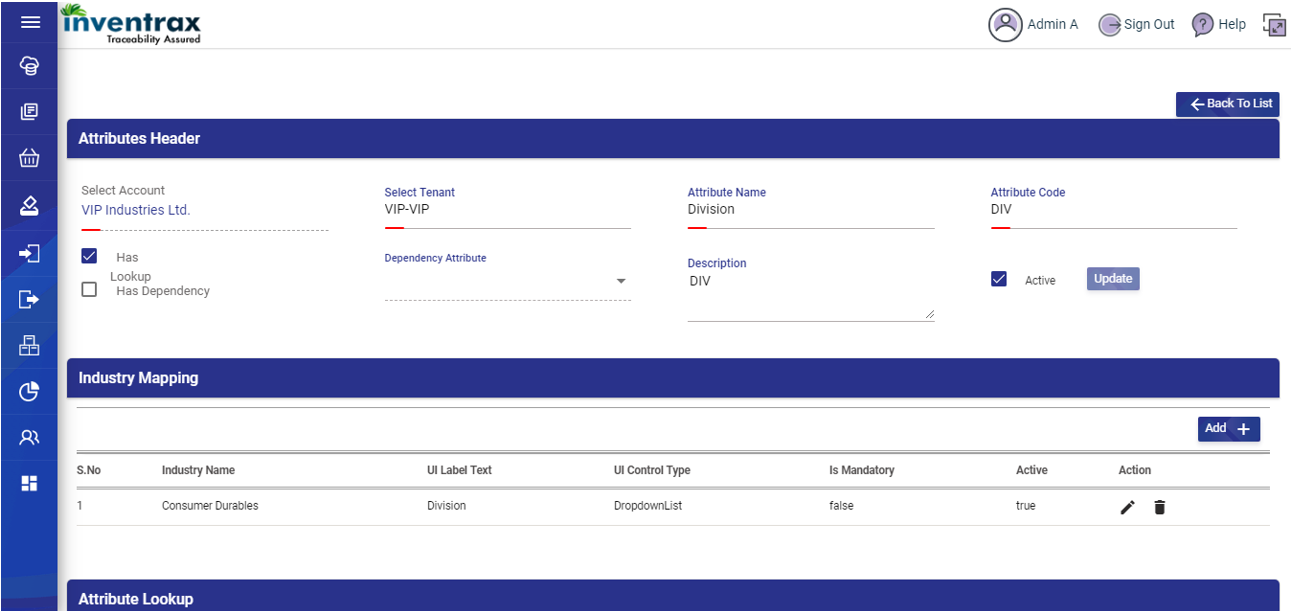 inventrax
Traceability Assured
Admin A
Sign Out
? Help
Back To List
Attributes Header
Select Account
VIP Industries Ltd.
Select Tenant
VIP-VIP
Attribute Name
Division
Attribute Code
DIV
Has
Lookup
Has Dependency
Dependency Attribute
Description
DIV
Active
Update
Industry Mapping
Add +
S.No Industry Name UI Label Text UI Control Type Is Mandatory Active Action
1 Consumer Durables Division DropdownList false true
Attribute Lookup